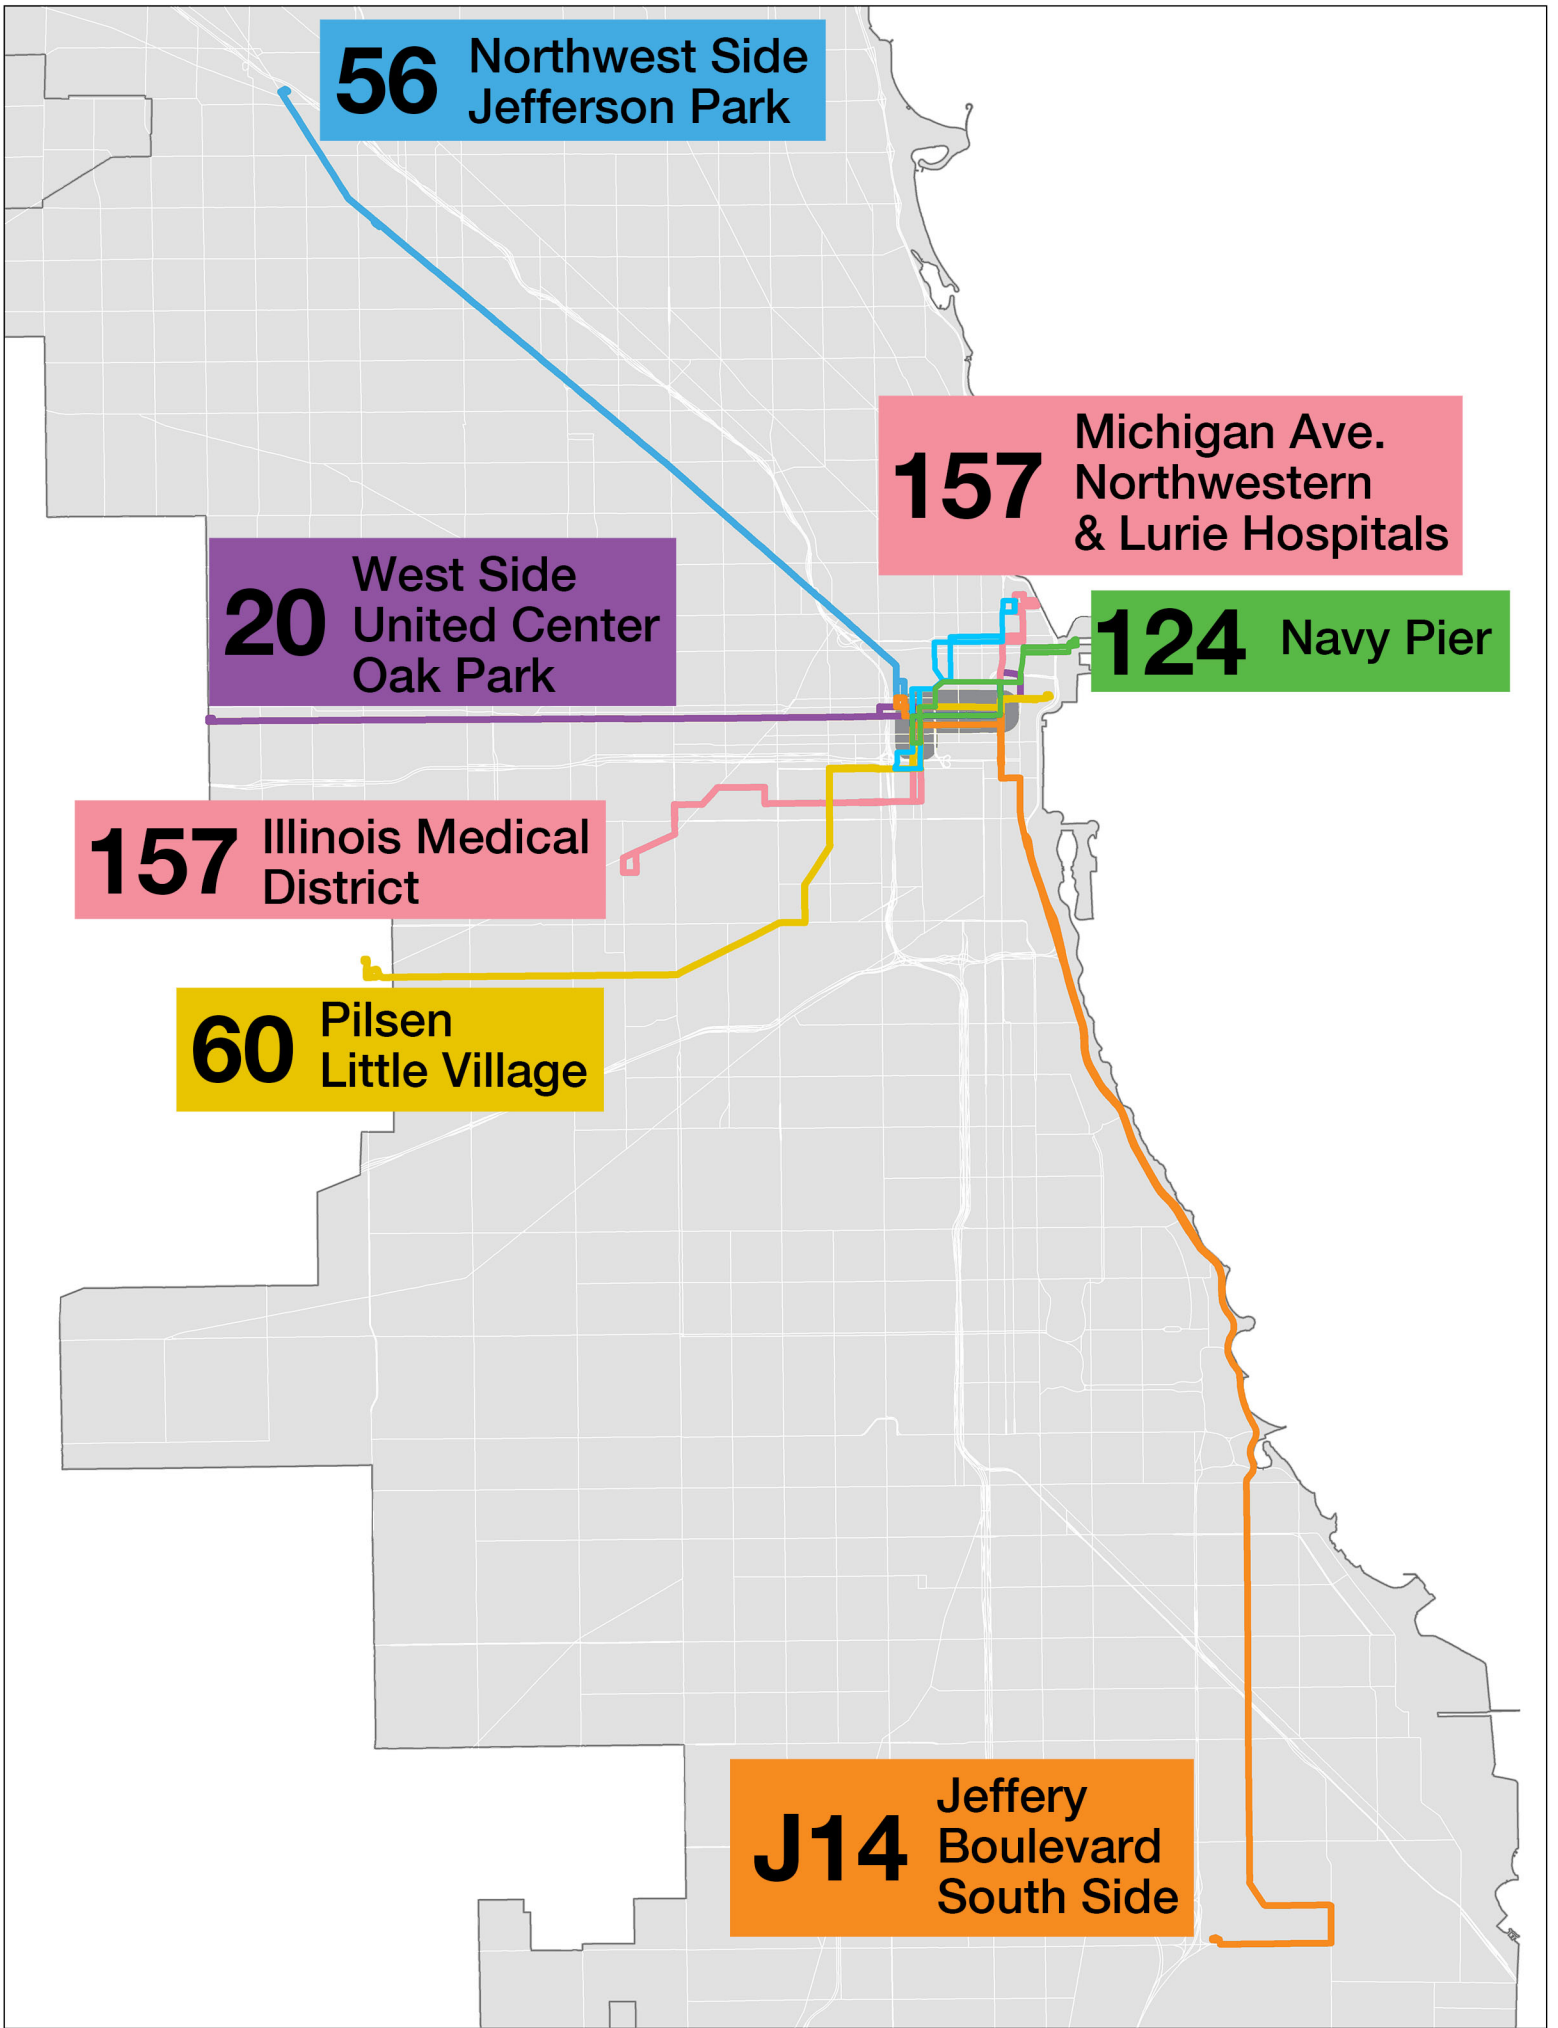 56 Northwest Side
Jefferson Park
157 Michigan Ave.
Northwestern
& Lurie Hospitals
20 West Side
United Center
Oak Park
124 Navy Pier
157 Illinois Medical
District
60 Pilsen
Little Village
J14 Jeffery
Boulevard
South Side